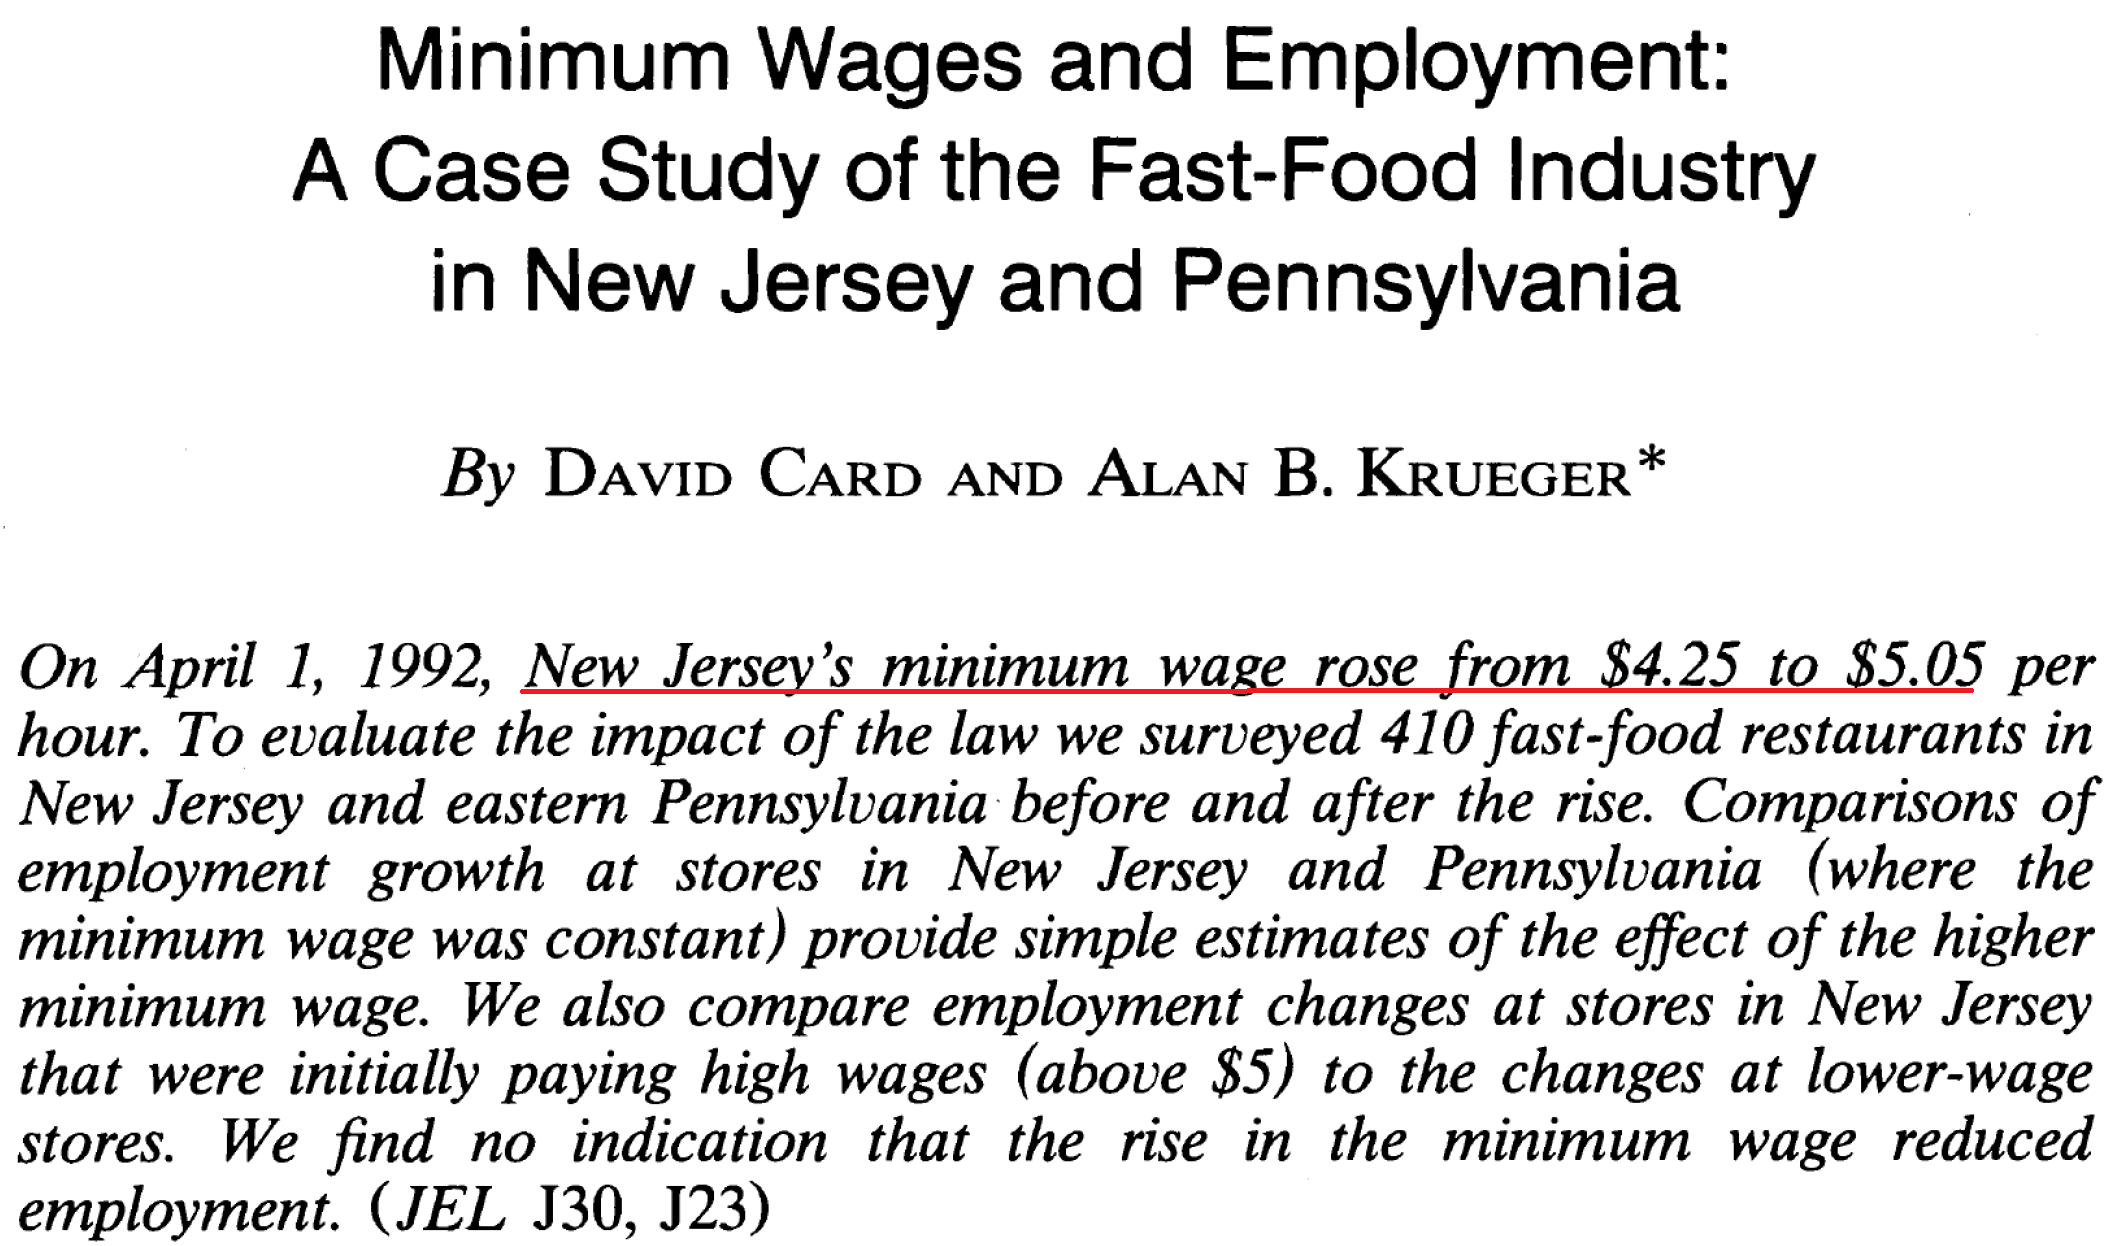 Minimum Wages and Employment:
A Case Study of the Fast-Food Industry
in New Jersey and Pennsylvania
By DAVID CARD AND ALAN B. KRUEGER*
On April 1, 1992, New Jersey's minimum wage rose from $4.25 to $5.05 per
hour. To evaluate the impact of the law we surveyed 410 fast-food restaurants in
New Jersey and eastern Pennsylvania before and after the rise. Comparisons of
employment growth at stores in New Jersey and Pennsylvania (where the
minimum wage was constant) provide simple estimates of the effect of the higher
minimum wage. We also compare employment changes at stores in New Jersey
that were initially paying high wages (above $5) to the changes at lower-wage
stores. We find no indication that the rise in the minimum wage reduced
employment. (JEL J30, J23)